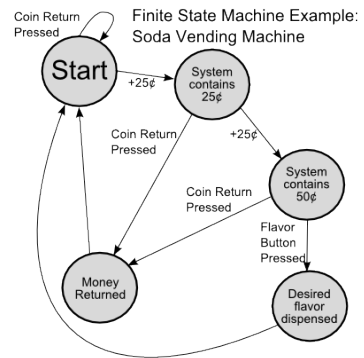 Finite State Machine Example:
Soda Vending Machine
Coin Return
Pressed
Start
+25¢
System
contains
25¢
Coin Return
Pressed
+25¢
System
contains
50¢
Coin Return
Pressed
Flavor
Button
Pressed
Money
Returned
Desired
flavor
dispensed